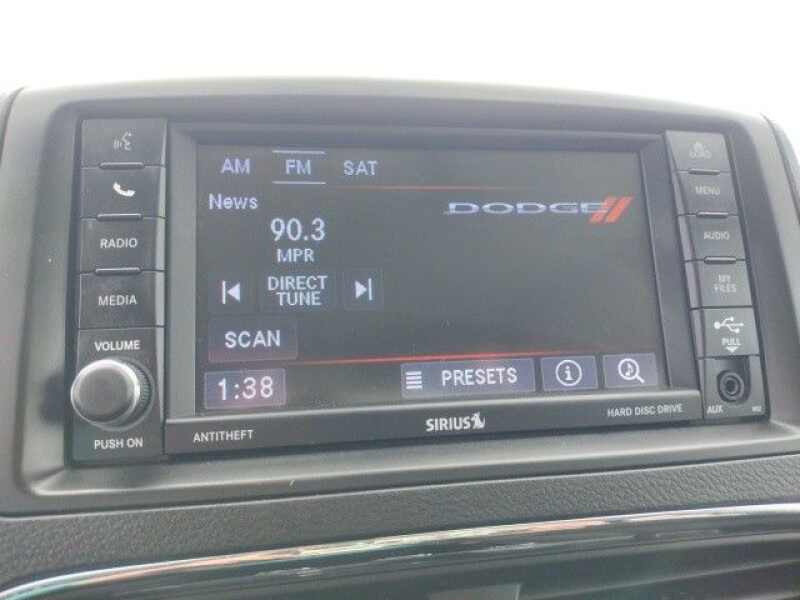 AM FM SAT
News
90.3
MPR
DIRECT
TUNE
SCAN
1:38
PRESETS
DODGE
RADIO
MEDIA
VOLUME
PUSH ON
ANTITHEFT
SIRIUS
HARD DISC DRIVE
LOAD
MENU
AUDIO
MY
FILES
PULL
AUX